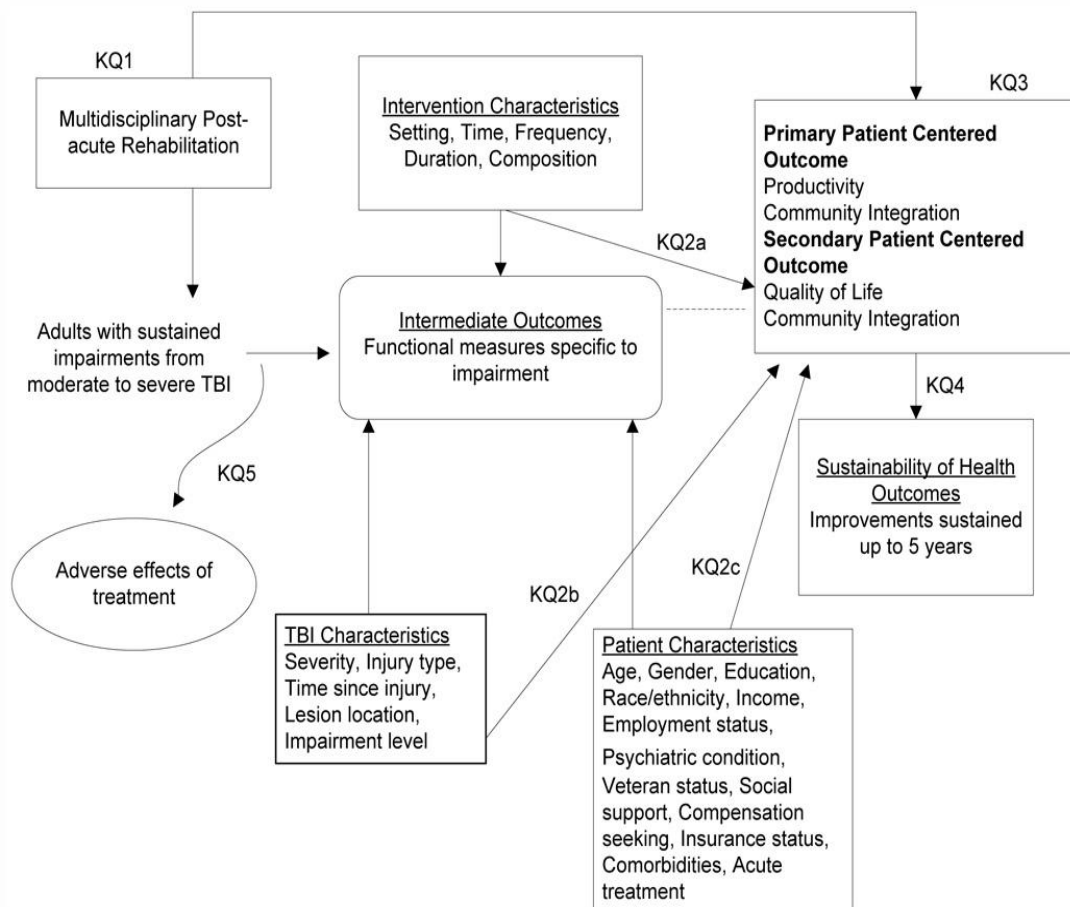 KQ1
Multidisciplinary Post-
acute Rehabilitation
Intervention Characteristics
Setting, Time, Frequency,
Duration, Composition
KQ3
Primary Patient Centered
Outcome
Productivity
Community Integration
Secondary Patient Centered
Outcome
Quality of Life
Community Integration
KQ2a
Adults with sustained
impairments from
moderate to severe TBI
Intermediate Outcomes
Functional measures specific to
impairment
KQ4
KQ5
Sustainability of Health
Outcomes
Improvements sustained
up to 5 years
Adverse effects of
treatment
KQ2b
KQ2c
TBI Characteristics
Severity, Injury type,
Time since injury,
Lesion location,
Impairment level
Patient Characteristics
Age, Gender, Education,
Race/ethnicity, Income,
Employment status,
Psychiatric condition,
Veteran status, Social
support, Compensation
seeking, Insurance status,
Comorbidities, Acute
treatment